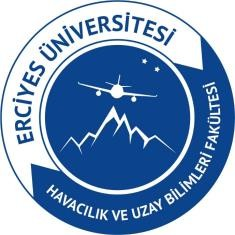 ERCİYES ÜNİVERSİTESİ
HAVACILIK VE UZAY BİLİMLERİ FAKÜLTESİ